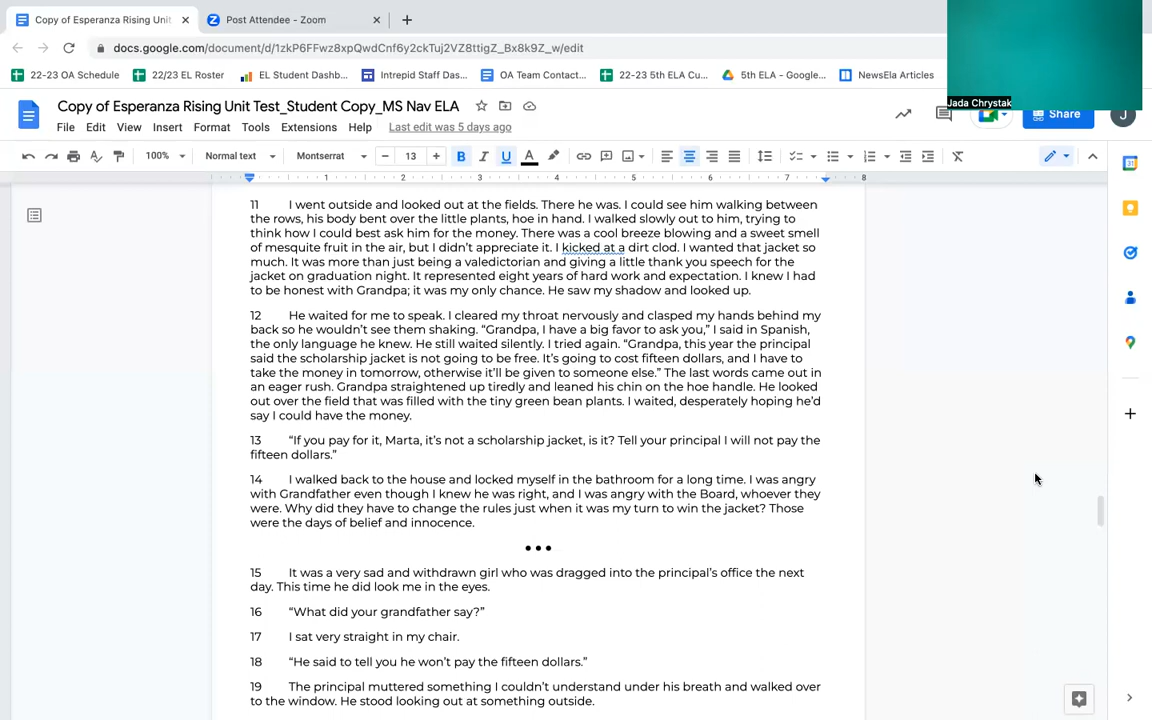 Copy of Esperanza Rising Unit
Post Attendee - Zoom
docs.google.com/document/d/1zkP6FFwz8xpQwdCnf6y2ckTuj2VZ8ttigZ_Bx8k9Z_w/edit
22-23 OA Schedule
22/23 EL Roster
EL Student Dashb...
Intrepid Staff Das...
OA Team Contact...
22-23 5th ELA Cu...
5th ELA - Google...
NewsEla Articles
Jada Chrystak
Copy of Esperanza Rising Unit Test_Student Copy_MS Nav ELA
Share
J
File Edit View Insert Format Tools Extensions Help Last edit was 5 days ago
100% Normal text Montserrat 13 B I U A
1 2 3 4 5 6 7 8
11 I went outside and looked out at the fields. There he was. I could see him walking between
the rows, his body bent over the little plants, hoe in hand. I walked slowly out to him, trying to
think how I could best ask him for the money. There was a cool breeze blowing and a sweet smell
of mesquite fruit in the air, but I didn't appreciate it. I kicked at a dirt clod. I wanted that jacket so
much. It was more than just being a valedictorian and giving a little thank you speech for the
jacket on graduation night. It represented eight years of hard work and expectation. I knew I had
to be honest with Grandpa; it was my only chance. He saw my shadow and looked up.
12 He waited for me to speak. I cleared my throat nervously and clasped my hands behind my
back so he wouldn't see them shaking. “Grandpa, I have a big favor to ask you,” I said in Spanish,
the only language he knew. He still waited silently. I tried again. “Grandpa, this year the principal
said the scholarship jacket is not going to be free. It's going to cost fifteen dollars, and I have to
take the money in tomorrow, otherwise it'll be given to someone else.” The last words came out in
an eager rush. Grandpa straightened up tiredly and leaned his chin on the hoe handle. He looked
out over the field that was filled with the tiny green bean plants. I waited, desperately hoping he'd
say I could have the money.
13 “If you pay for it, Marta, it's not a scholarship jacket, is it? Tell your principal I will not pay the
fifteen dollars.”
14 I walked back to the house and locked myself in the bathroom for a long time. I was angry
with Grandfather even though I knew he was right, and I was angry with the Board, whoever they
were. Why did they have to change the rules just when it was my turn to win the jacket? Those
were the days of belief and innocence.
•••
15 It was a very sad and withdrawn girl who was dragged into the principal's office the next
day. This time he did look me in the eyes.
16 “What did your grandfather say?”
17 I sat very straight in my chair.
18 “He said to tell you he won't pay the fifteen dollars.”
19 The principal muttered something I couldn't understand under his breath and walked over
to the window. He stood looking out at something outside.